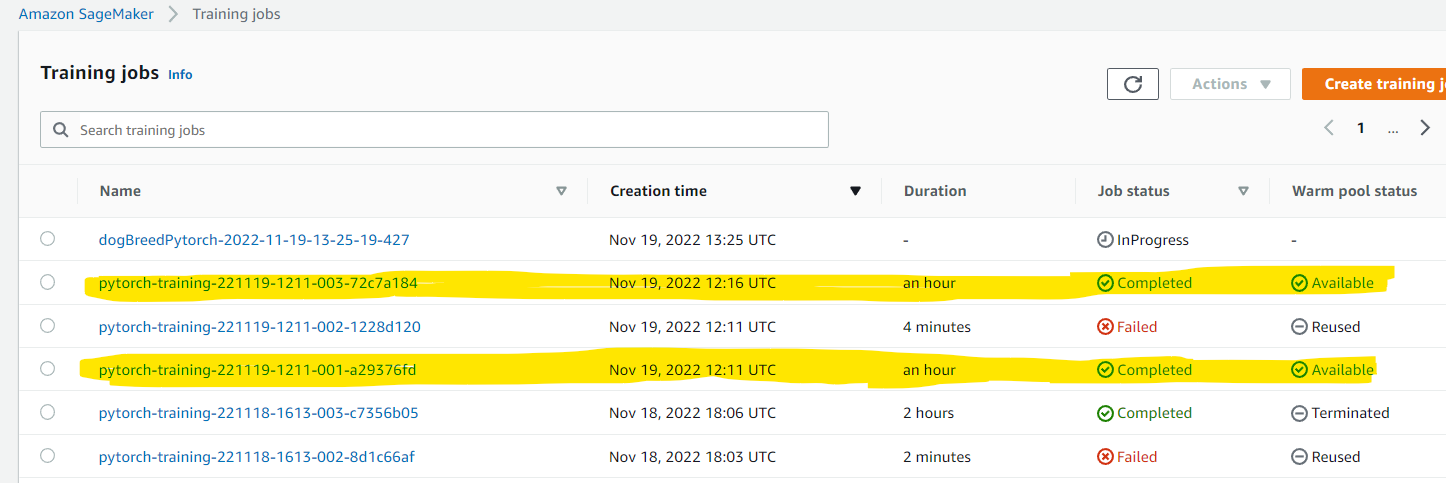 Amazon SageMaker > Training jobs
Training jobs Info
Actions Create training
Search training jobs
1 ...
Name Creation time Duration Job status Warm pool status
dogBreedPytorch-2022-11-19-13-25-19-427 Nov 19, 2022 13:25 UTC - InProgress -
pytorch-training-221119-1211-003-72c7a184 Nov 19, 2022 12:16 UTC an hour Completed Available
pytorch-training-221119-1211-002-1228d120 Nov 19, 2022 12:11 UTC 4 minutes Failed Reused
pytorch-training-221119-1211-001-a29376fd Nov 19, 2022 12:11 UTC an hour Completed Available
pytorch-training-221118-1613-003-c7356b05 Nov 18, 2022 18:06 UTC 2 hours Completed Terminated
pytorch-training-221118-1613-002-8d1c66af Nov 18, 2022 18:03 UTC 2 minutes Failed Reused